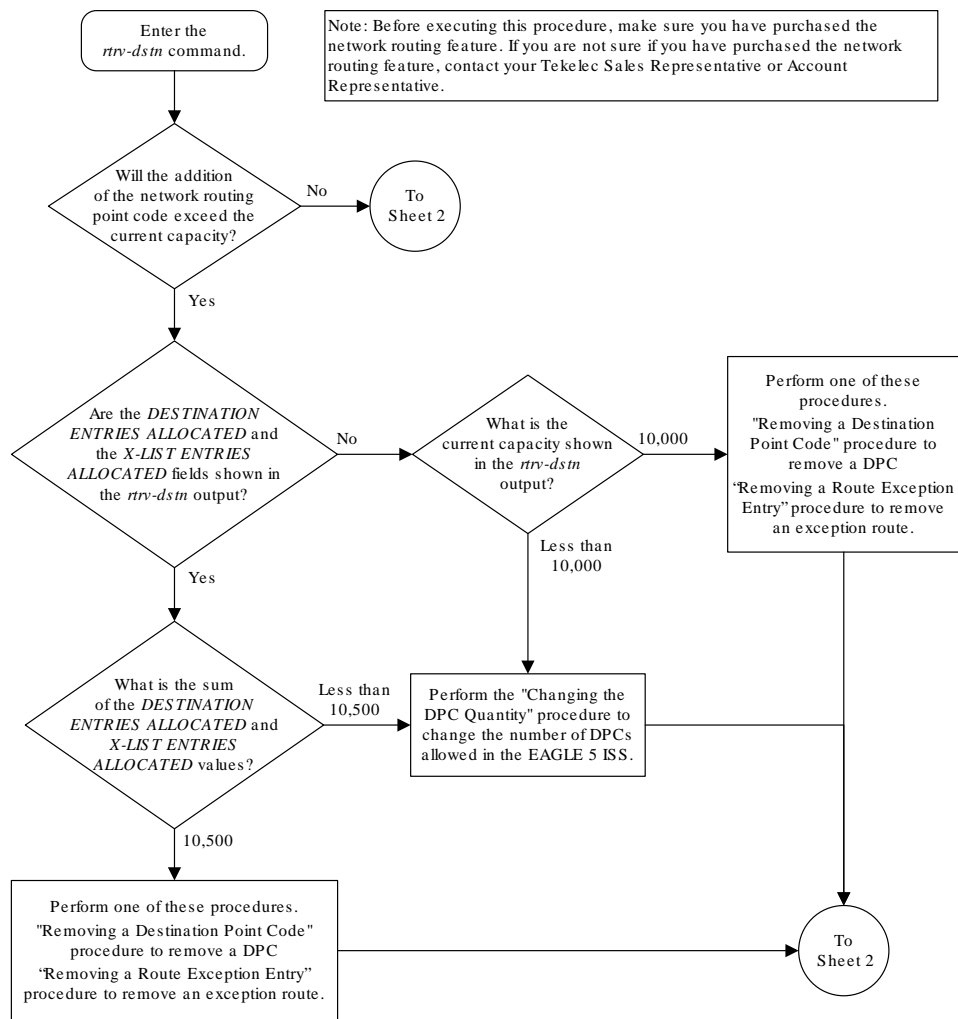 Enter the
rtrv-dstn command.
Note: Before executing this procedure, make sure you have purchased the
network routing feature. If you are not sure if you have purchased the network
routing feature, contact your Tekelec Sales Representative or Account
Representative.
Will the addition
of the network routing
point code exceed the
current capacity?
No
To
Sheet 2
Yes
Are the DESTINATION
ENTRIES ALLOCATED and
the X-LIST ENTRIES
ALLOCATED fields shown in
the rtrv-dstn output?
No
What is the
current capacity shown
in the rtrv-dstn
output?
10,000
Perform one of these
procedures.
"Removing a Destination
Point Code" procedure to
remove a DPC
“Removing a Route Exception
Entry” procedure to remove
an exception route.
Less than
10,000
Yes
What is the sum
of the DESTINATION
ENTRIES ALLOCATED and
X-LIST ENTRIES
ALLOCATED values?
Less than
10,500
Perform the "Changing the
DPC Quantity" procedure to
change the number of DPCs
allowed in the EAGLE 5 ISS.
10,500
Perform one of these procedures.
"Removing a Destination Point Code"
procedure to remove a DPC
“Removing a Route Exception Entry”
procedure to remove an exception route.
To
Sheet 2